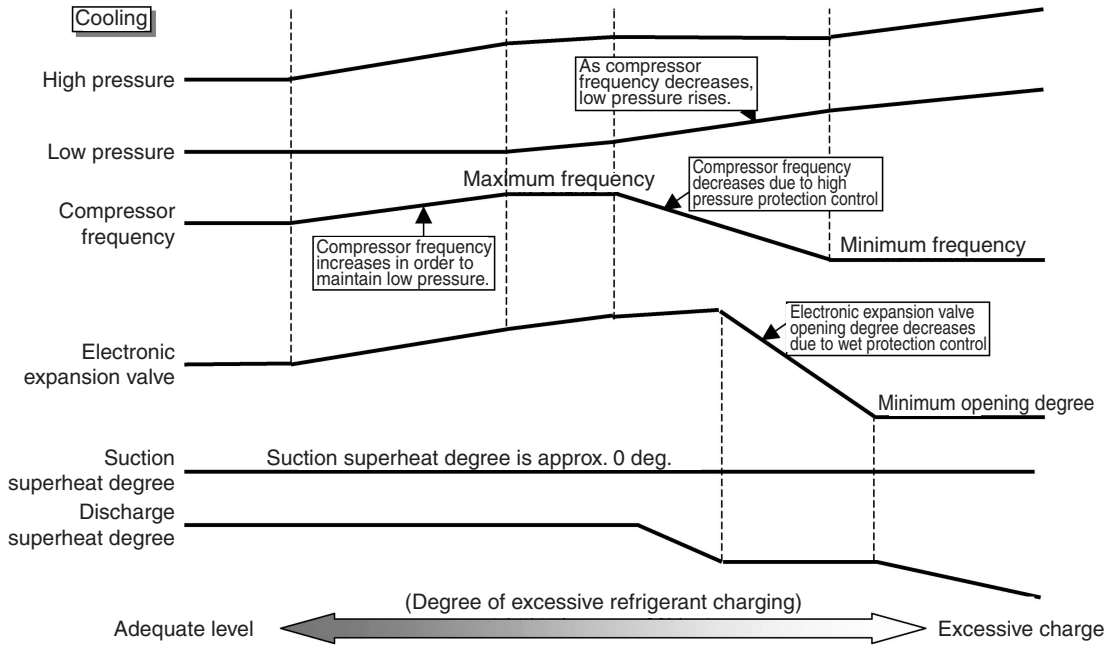 Cooling
High pressure
As compressor
frequency decreases,
low pressure rises.
Low pressure
Maximum frequency
Compressor frequency
decreases due to high
pressure protection control
Compressor
frequency
Compressor frequency
increases in order to
maintain low pressure.
Minimum frequency
Electronic expansion valve
opening degree decreases
due to wet protection control
Electronic
expansion valve
Minimum opening degree
Suction
superheat degree
Suction superheat degree is approx. 0 deg.
Discharge
superheat degree
(Degree of excessive refrigerant charging)
Adequate level
Excessive charge